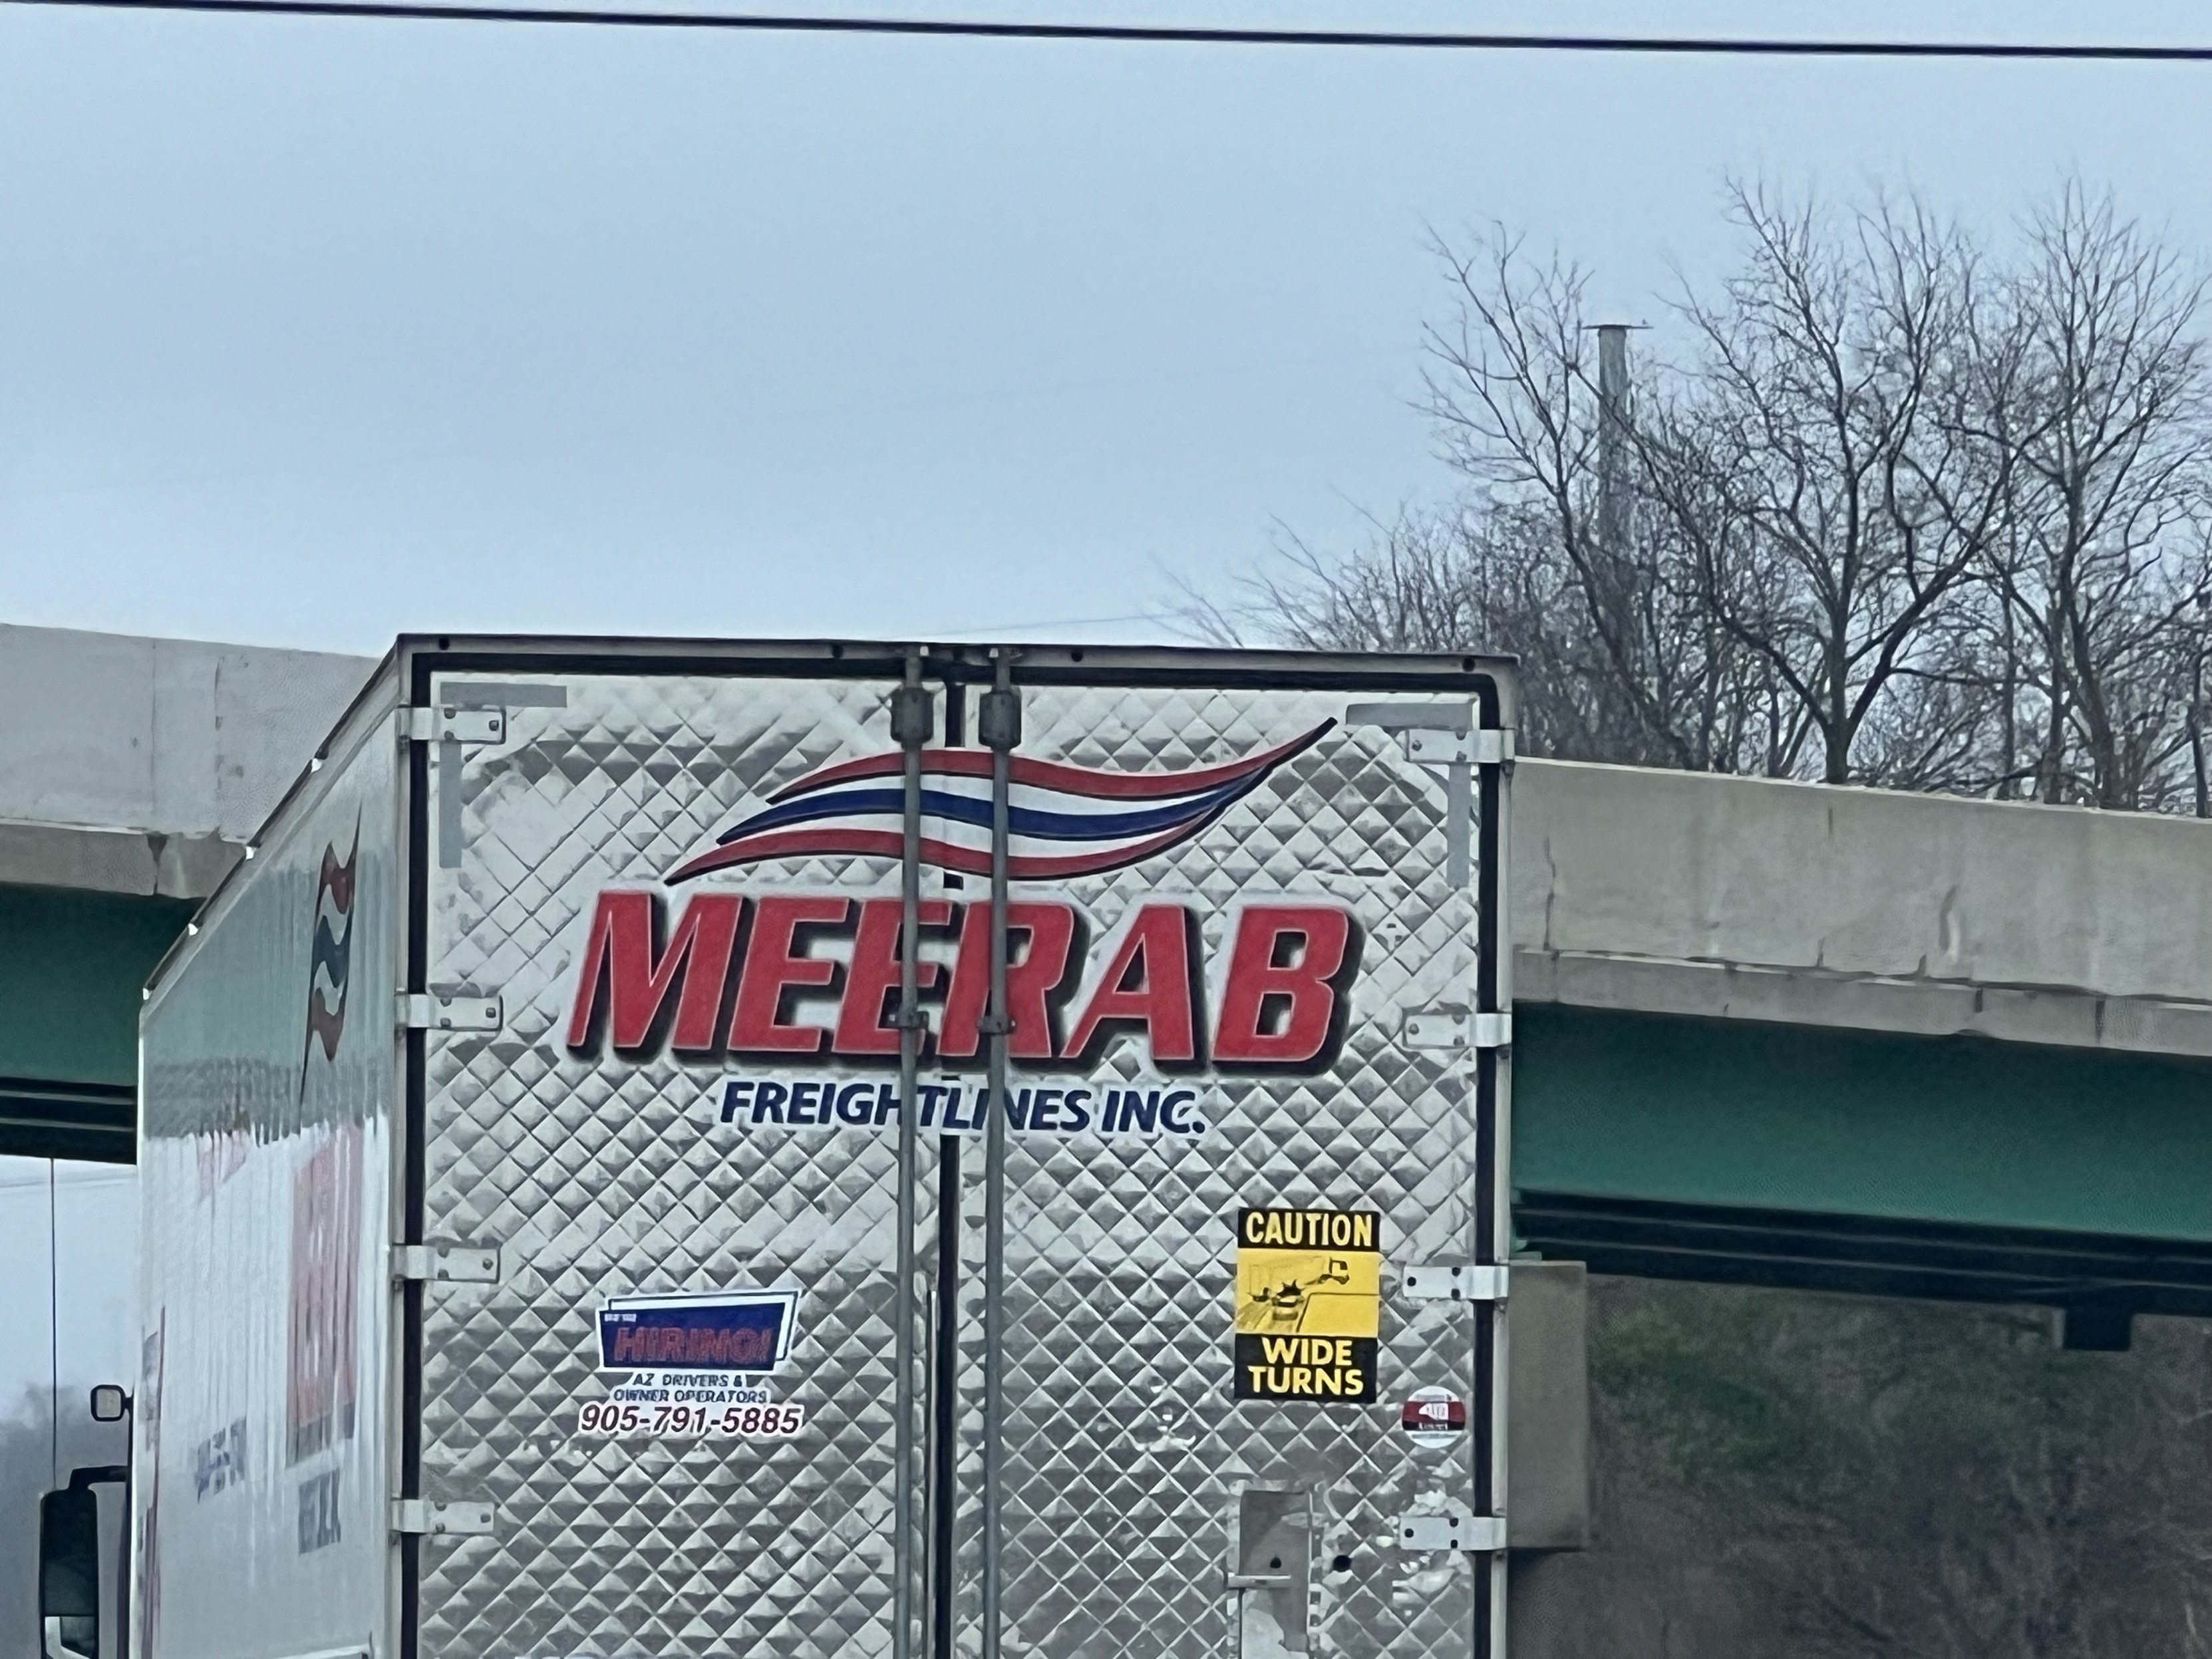 MEERAB
FREIGHTLINES INC.
CAUTION
WIDE
TURNS
HIRING!
AZ DRIVERS &
OWNER OPERATORS
905-791-5885